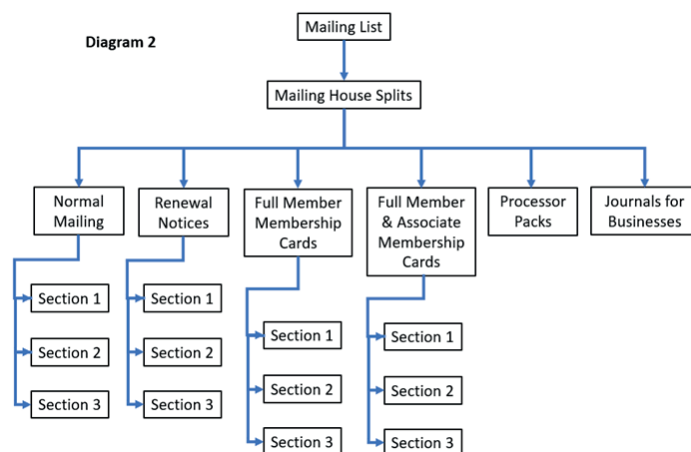 Diagram 2
Mailing List
Mailing House Splits
Normal
Mailing
Renewal
Notices
Full Member
Membership
Cards
Full Member
& Associate
Membership
Cards
Processor
Packs
Journals for
Businesses
Section 1
Section 2
Section 3
Section 1
Section 2
Section 3
Section 1
Section 2
Section 3
Section 1
Section 2
Section 3